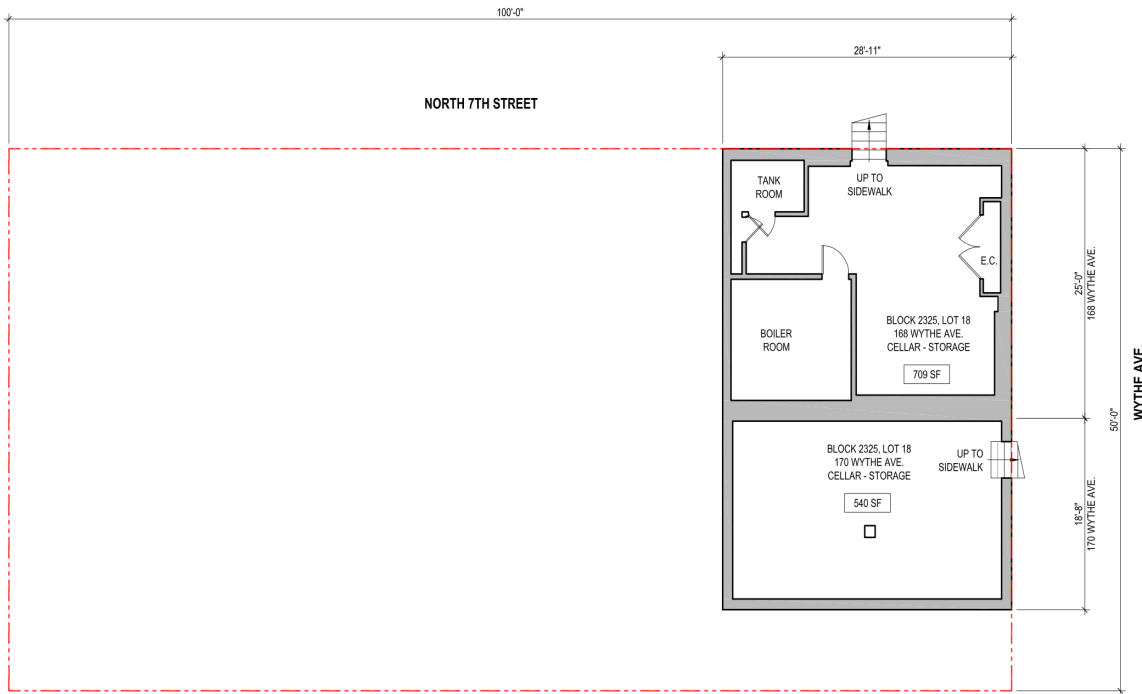 100'-0"
28'-11"
NORTH 7TH STREET
TANK
ROOM
UP TO
SIDEWALK
E.C.
25'-0"
168 WYTHE AVE.
BOILER
ROOM
BLOCK 2325, LOT 18
168 WYTHE AVE.
CELLAR - STORAGE
709 SF
WYTHE AVE.
50'-0"
BLOCK 2325, LOT 18
170 WYTHE AVE.
CELLAR - STORAGE
540 SF
UP TO
SIDEWALK
18'-8"
170 WYTHE AVE.